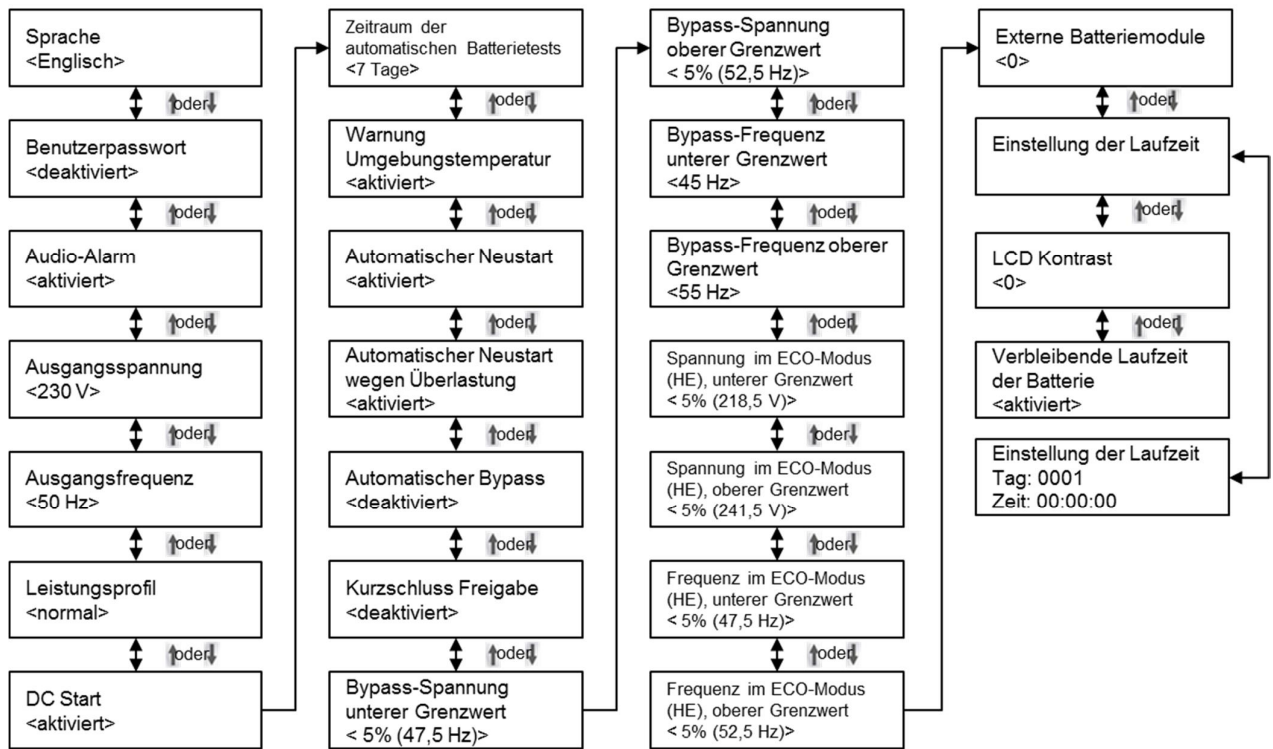 Sprache
<Englisch>
oder
Benutzerpasswort
<deaktiviert>
oder
Audio-Alarm
<aktiviert>
oder
Ausgangsspannung
<230 V>
oder
Ausgangsfrequenz
<50 Hz>
oder
Leistungsprofil
<normal>
oder
DC Start
<aktiviert>
Zeitraum der
automatischen Batterietests
<7 Tage>
oder
Warnung
Umgebungstemperatur
<aktiviert>
oder
Automatischer Neustart
<aktiviert>
oder
Automatischer Neustart
wegen Überlastung
<aktiviert>
oder
Automatischer Bypass
<deaktiviert>
oder
Kurzschluss Freigabe
<deaktiviert>
oder
Bypass-Spannung
unterer Grenzwert
< 5% (47,5 Hz)>
Bypass-Spannung
oberer Grenzwert
< 5% (52,5 Hz)>
oder
Bypass-Frequenz
unterer Grenzwert
<45 Hz>
oder
Bypass-Frequenz oberer
Grenzwert
<55 Hz>
oder
Spannung im ECO-Modus
(HE), unterer Grenzwert
< 5% (218,5 V)>
oder
Spannung im ECO-Modus
(HE), oberer Grenzwert
< 5% (241,5 V)>
oder
Frequenz im ECO-Modus
(HE), unterer Grenzwert
< 5% (47,5 Hz)>
oder
Frequenz im ECO-Modus
(HE), oberer Grenzwert
< 5% (52,5 Hz)>
Externe Batteriemodule
<0>
oder
Einstellung der Laufzeit
oder
LCD Kontrast
<0>
oder
Verbleibende Laufzeit
der Batterie
<aktiviert>
Einstellung der Laufzeit
Tag: 0001
Zeit: 00:00:00